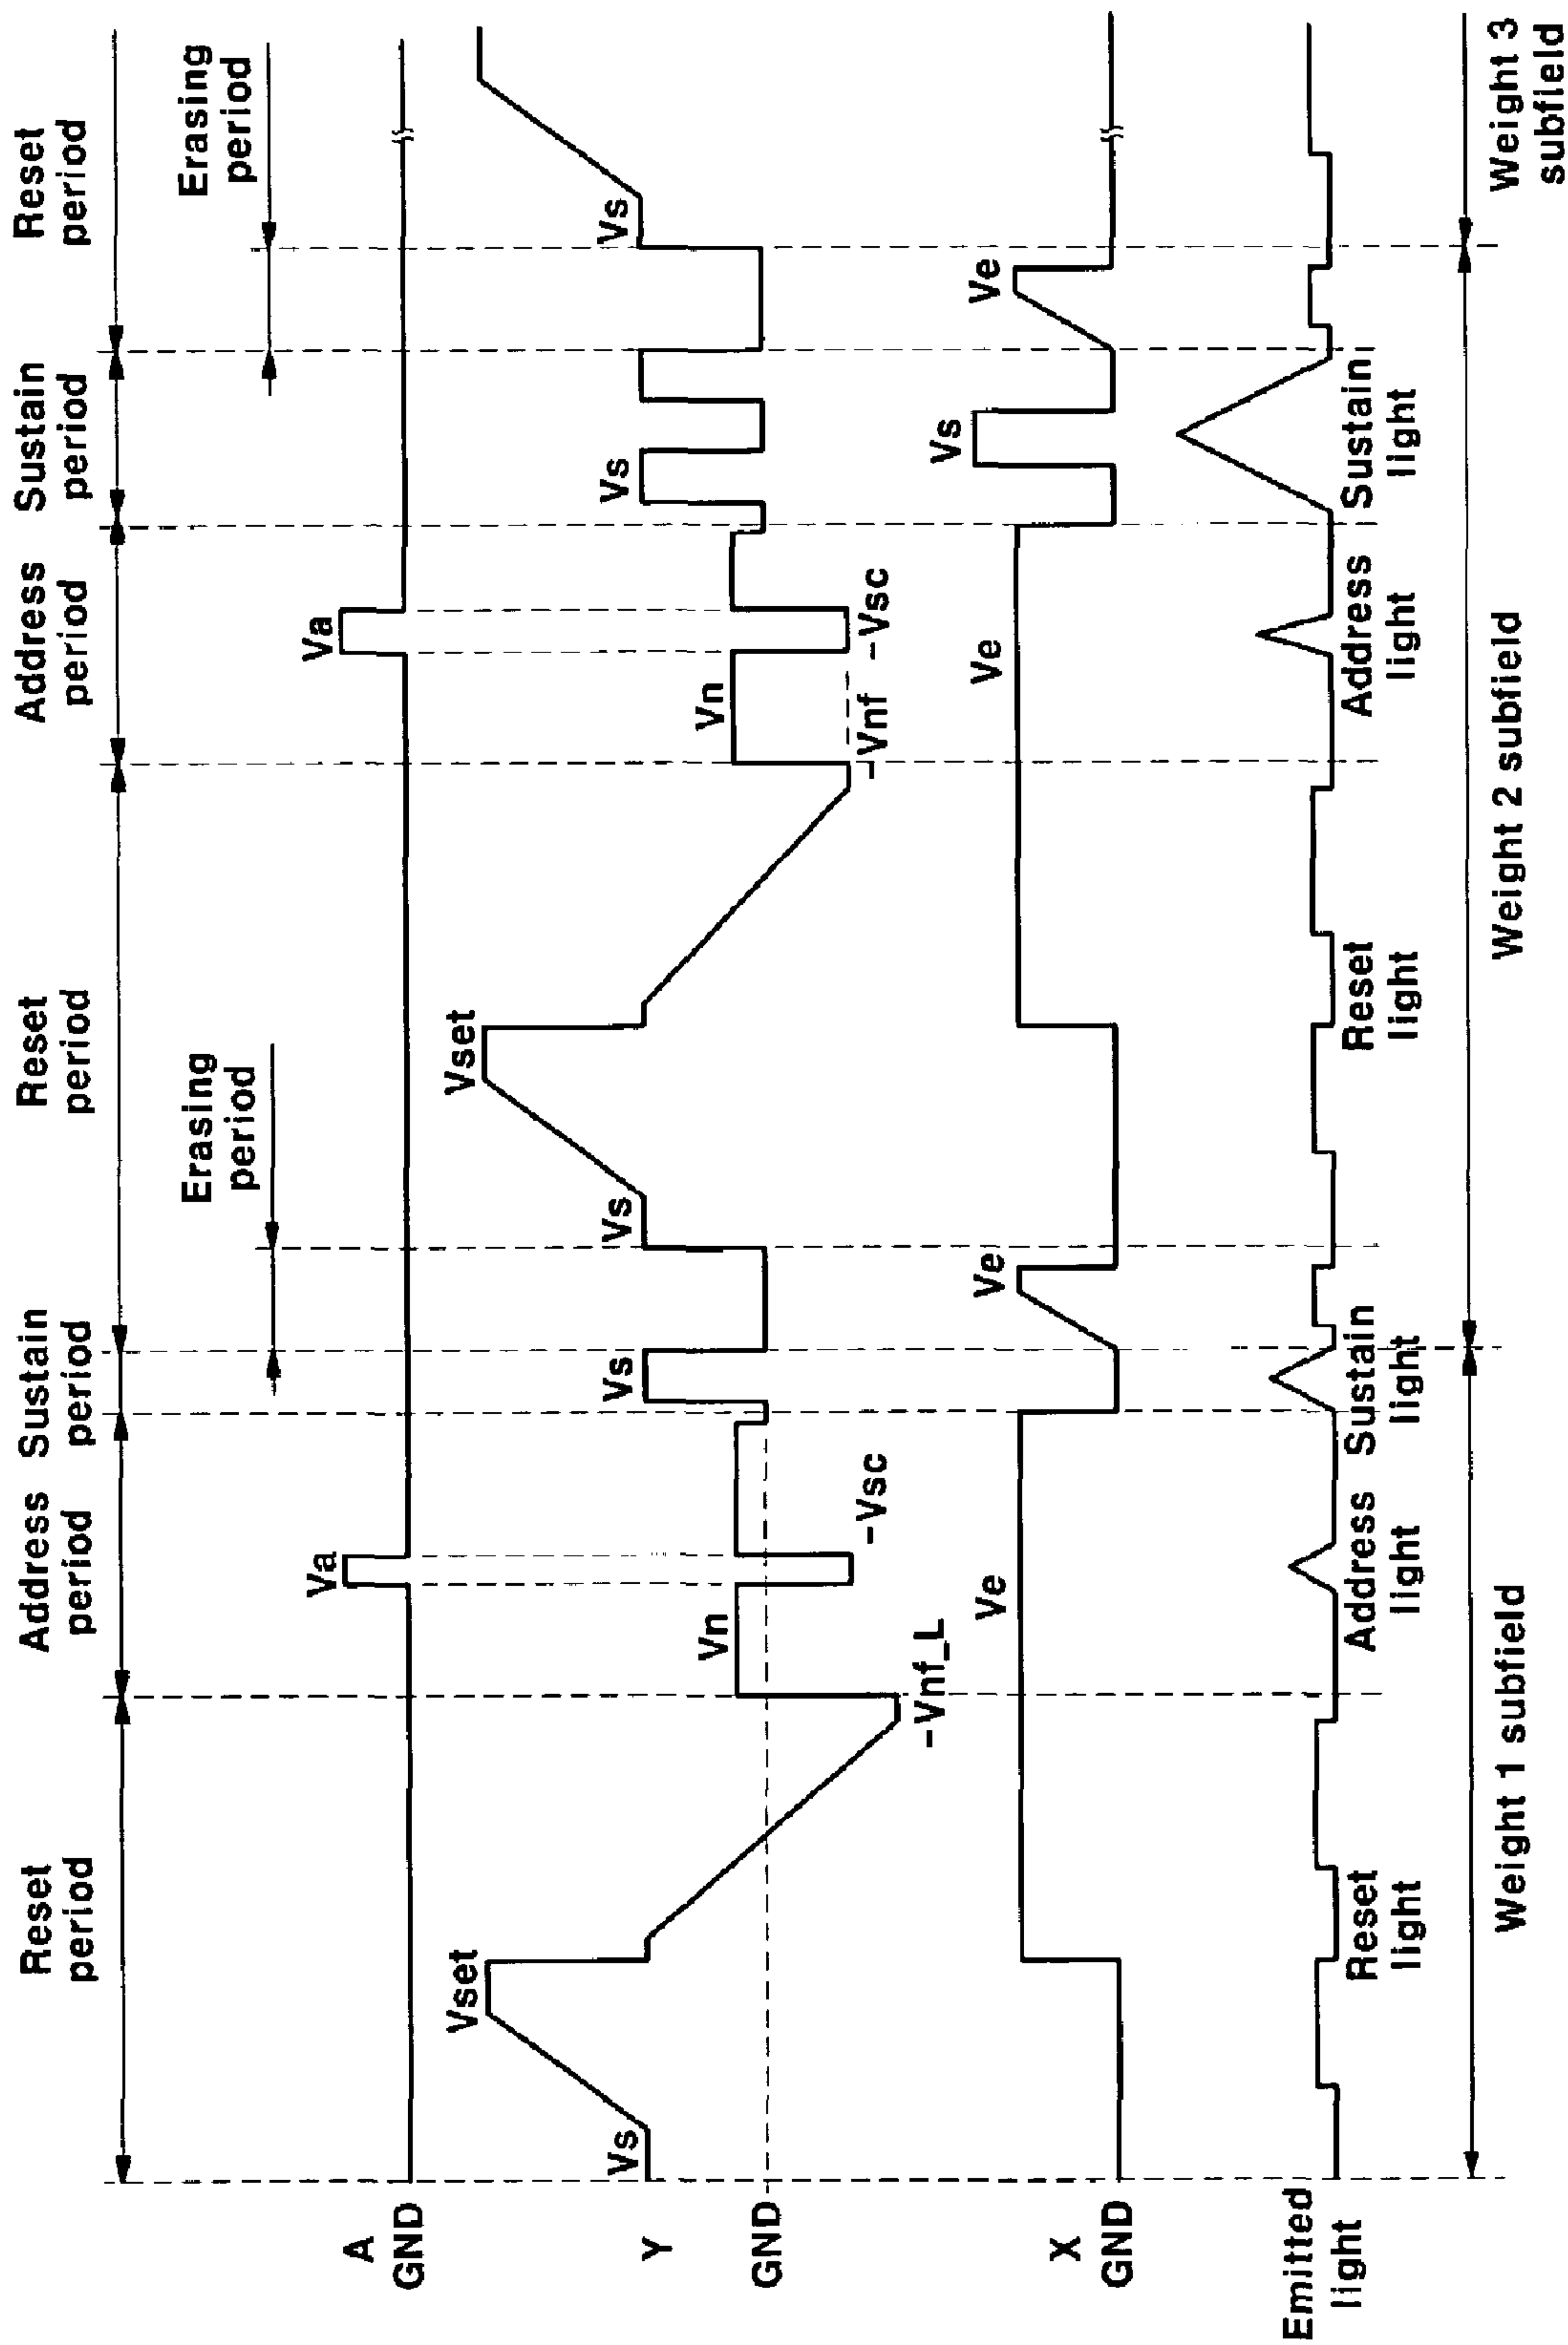 Reset
period
Address
period
Sustain
period
Reset
period
Address
period
Sustain
period
Reset
period
Erasing
period
Erasing
period
A
GND
Va
Va
Y
GND
Vs
Vset
-Vnf_L
Vn
-Vsc
Vs
Vs
Vset
-Vnf
Vn
-Vsc
Vs
Vs
X
GND
Ve
Ve
Ve
Vs
Ve
Emitted
light
Reset
light
Address
light
Sustain
light
Reset
light
Address
light
Sustain
light
Weight 1 subfield
Weight 2 subfield
Weight 3
subfield